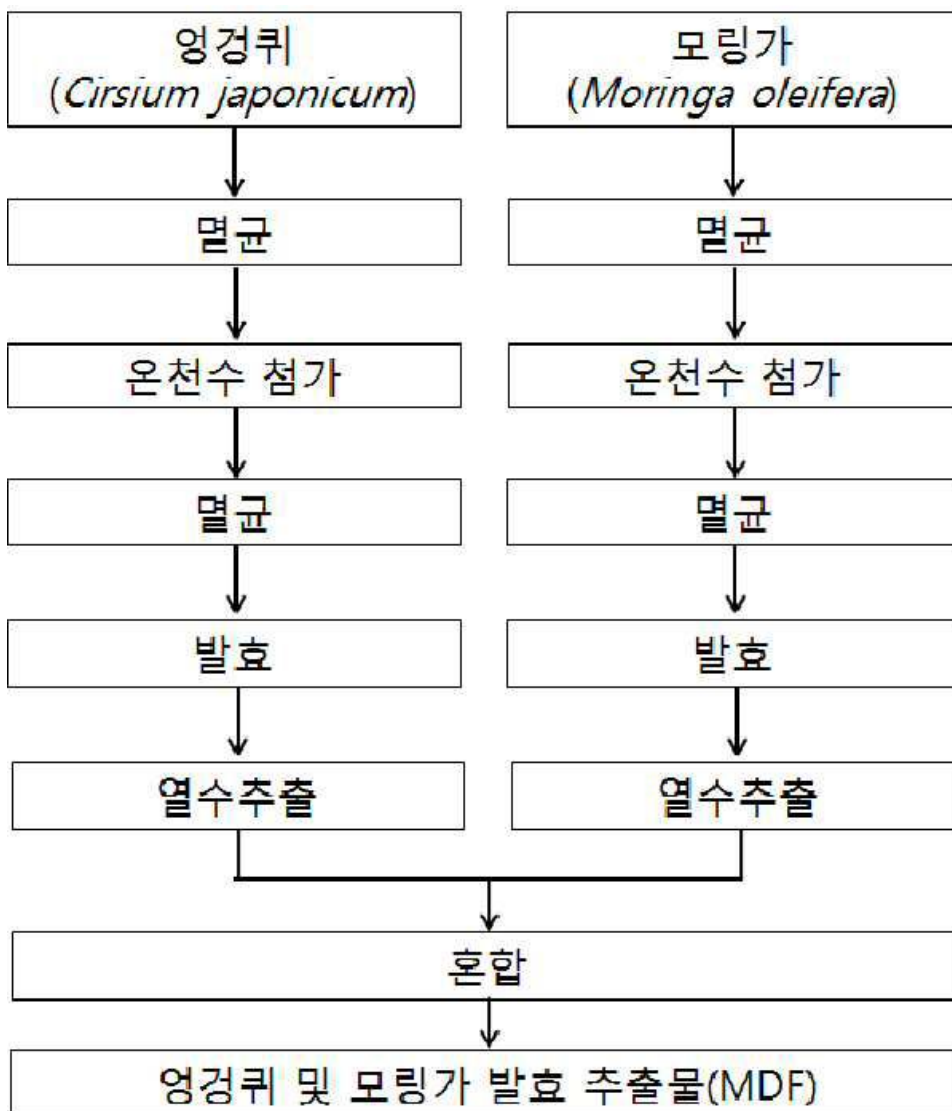 엉겅퀴
(Cirsium japonicum)
멸균
온천수 첨가
멸균
발효
열수추출
모링가
(Moringa oleifera)
멸균
온천수 첨가
멸균
발효
열수추출
혼합
엉겅퀴 및 모링가 발효 추출물(MDF)